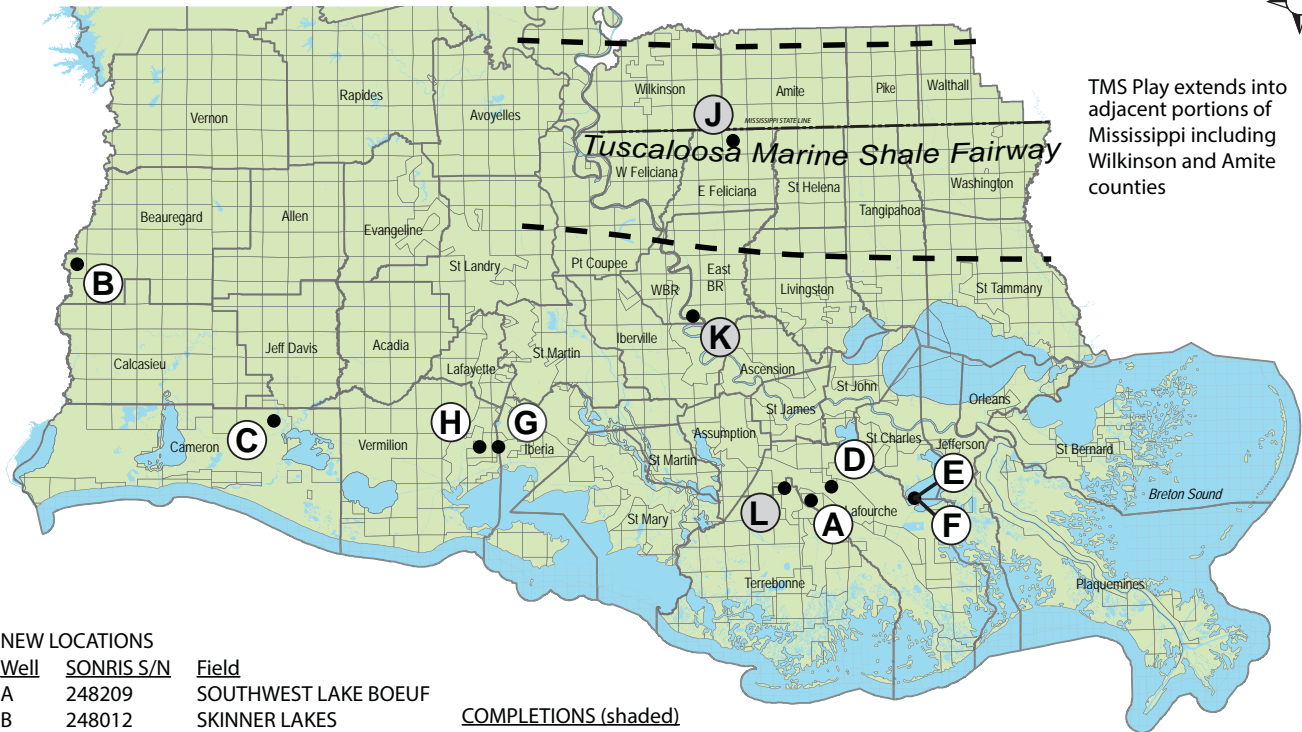 Wilkinson
Amite
Pike
Walthall
Rapides
Vernon
Avoyelles
J
MISSISSIPPI STATE LINE
Tuscaloosa Marine Shale Fairway
TMS Play extends into
adjacent portions of
Mississippi including
Wilkinson and Amite
counties
W Feliciana
E Feliciana
St Helena
Washington
Tangipahoa
Beauregard
Allen
Evangeline
St Landry
Pt Coupee
East
BR
WBR
Livingston
St Tammany
B
K
Calcasieu
Jeff Davis
Acadia
Lafayette
St Martin
Iberville
Ascension
St John
St James
Orleans
H
G
C
Cameron
Vermilion
Iberia
Assumption
St Martin
St Charles
Jefferson
St Bernard
D
E
Breton Sound
L
A
Lafourche
F
St Mary
Terrebonne
Plaquemines
NEW LOCATIONS
Well SONRIS S/N Field
A 248209 SOUTHWEST LAKE BOEUF
B 248012 SKINNER LAKES
COMPLETIONS (shaded)